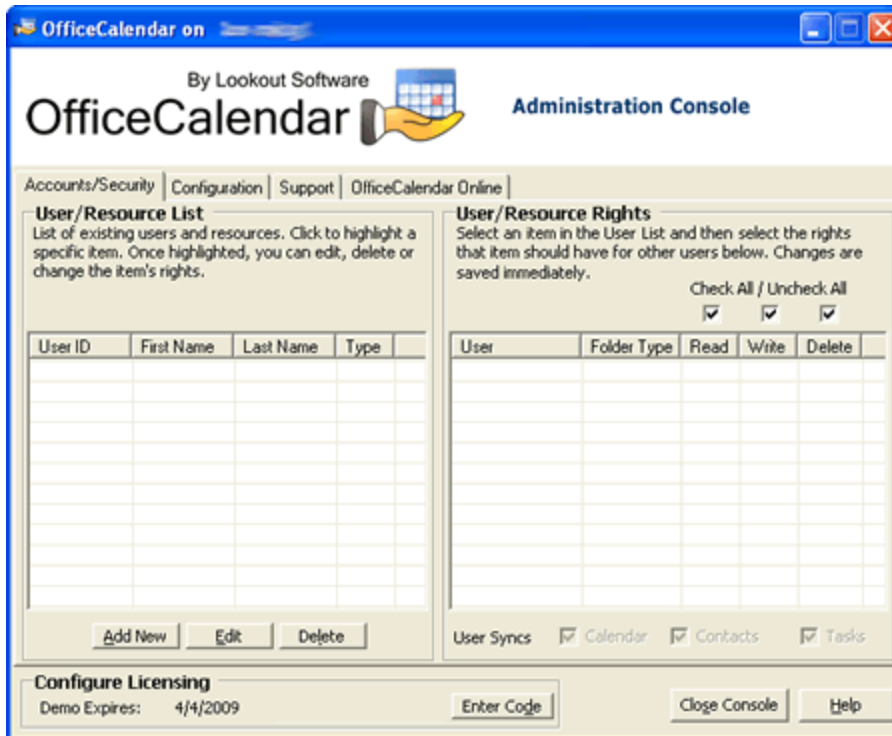 OfficeCalendar on
By Lookout Software
OfficeCalendar
Administration Console
Accounts/Security Configuration Support OfficeCalendar Online
User/Resource List
List of existing users and resources. Click to highlight a
specific item. Once highlighted, you can edit, delete or
change the item's rights.
User ID First Name Last Name Type
Add New Edit Delete
User/Resource Rights
Select an item in the User List and then select the rights
that item should have for other users below. Changes are
saved immediately.
Check All / Uncheck All
User Folder Type Read Write Delete
User Syncs Calendar Contacts Tasks
Configure Licensing
Demo Expires: 4/4/2009
Enter Code
Close Console Help